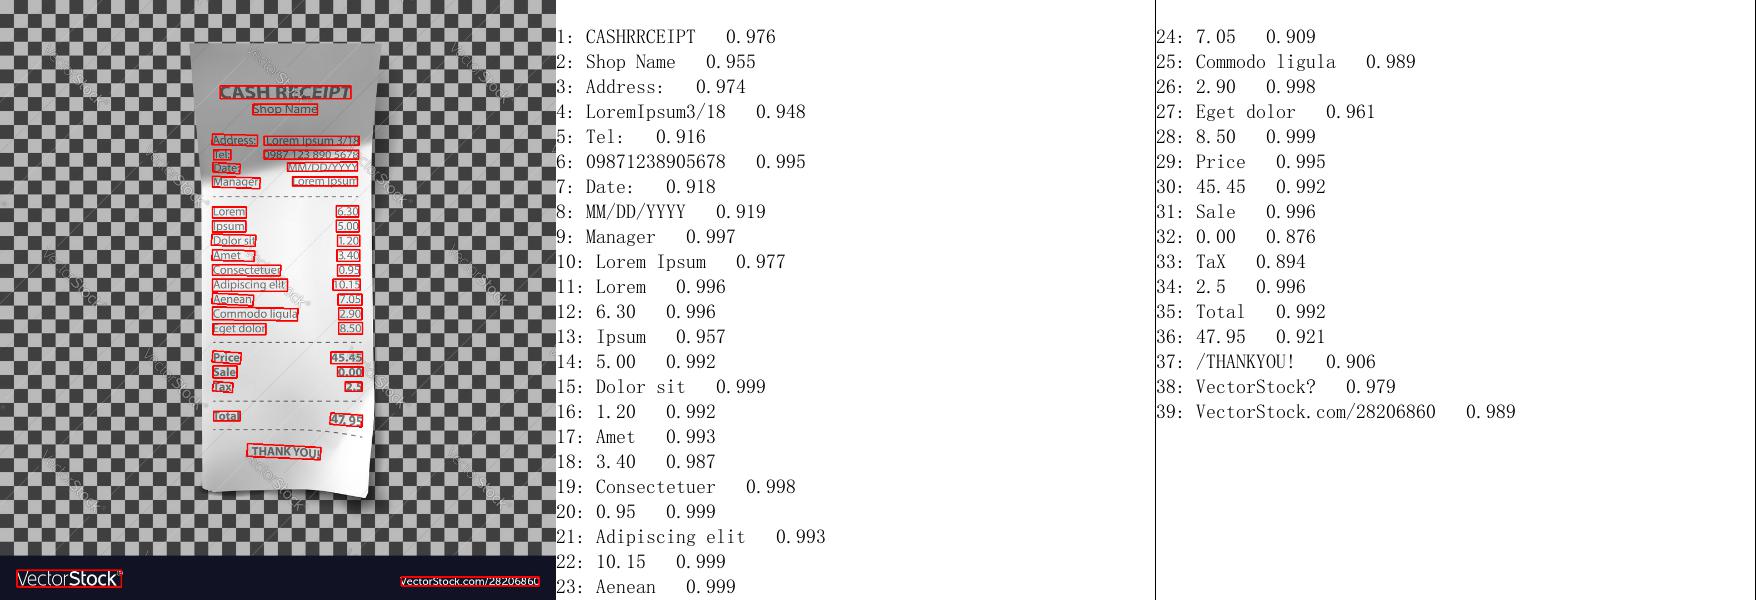 CASH RECEIPT
Shop Name
Address: Lorem Ipsum 3/18
Tel: 0987 123 890 5678
Date: MM/DD/YYYY
Manager Lorem Ipsum
Lorem 6.30
Ipsum 5.00
Dolor sit 1.20
Amet 3.40
Consectetuer 0.95
Adipiscing elit 10.15
Aenean 7.05
Commodo ligula 2.90
Eget dolor 8.50
Price 45.45
Sale 0.00
Tax 2.5
Total 47.95
THANK YOU!
VectorStock®
VectorStock.com/28206860
1: CASHRRCEIPT 0.976
2: Shop Name 0.955
3: Address: 0.974
4: LoremIpsum3/18 0.948
5: Tel: 0.916
6: 09871238905678 0.995
7: Date: 0.918
8: MM/DD/YYYY 0.919
9: Manager 0.997
10: Lorem Ipsum 0.977
11: Lorem 0.996
12: 6.30 0.996
13: Ipsum 0.957
14: 5.00 0.992
15: Dolor sit 0.999
16: 1.20 0.992
17: Amet 0.993
18: 3.40 0.987
19: Consectetuer 0.998
20: 0.95 0.999
21: Adipiscing elit 0.993
22: 10.15 0.999
23: Aenean 0.999
24: 7.05 0.909
25: Commodo ligula 0.989
26: 2.90 0.998
27: Eget dolor 0.961
28: 8.50 0.999
29: Price 0.995
30: 45.45 0.992
31: Sale 0.996
32: 0.00 0.876
33: TaX 0.894
34: 2.5 0.996
35: Total 0.992
36: 47.95 0.921
37: /THANKYOU! 0.906
38: VectorStock? 0.979
39: VectorStock.com/28206860 0.989